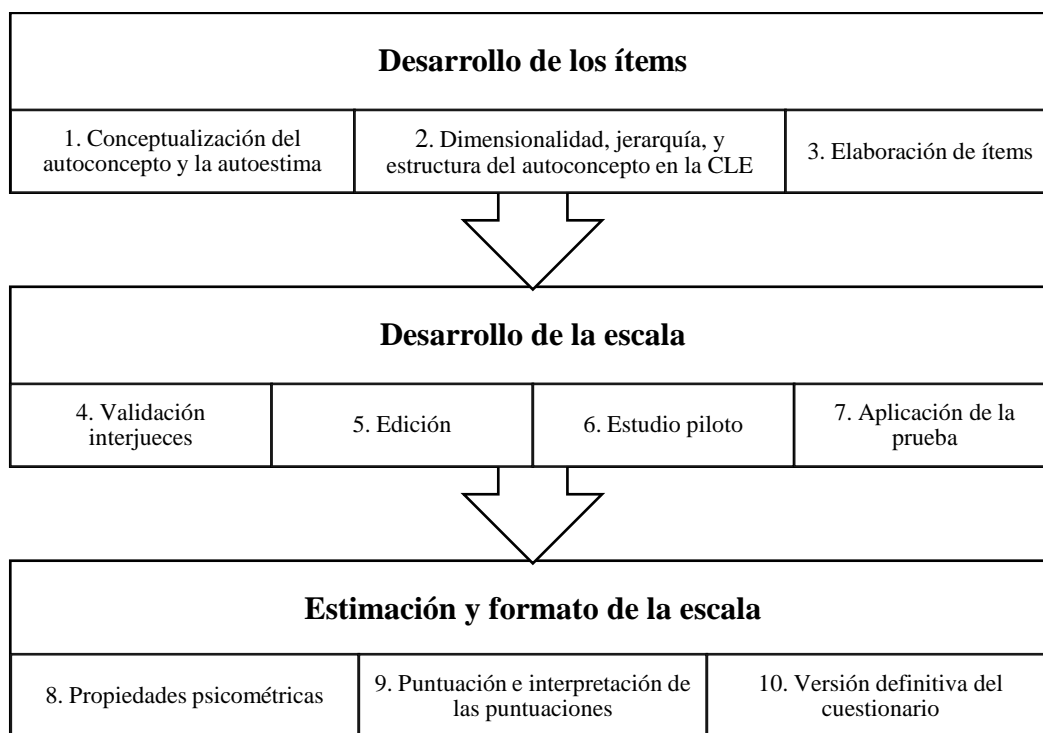 Desarrollo de los ítems
1. Conceptualización del
autoconcepto y la autoestima
2. Dimensionalidad, jerarquía, y
estructura del autoconcepto en la CLE
3. Elaboración de ítems
Desarrollo de la escala
4. Validación
interjueces
5. Edición
6. Estudio piloto
7. Aplicación de la
prueba
Estimación y formato de la escala
8. Propiedades psicométricas
9. Puntuación e interpretación de
las puntuaciones
10. Versión definitiva del
cuestionario